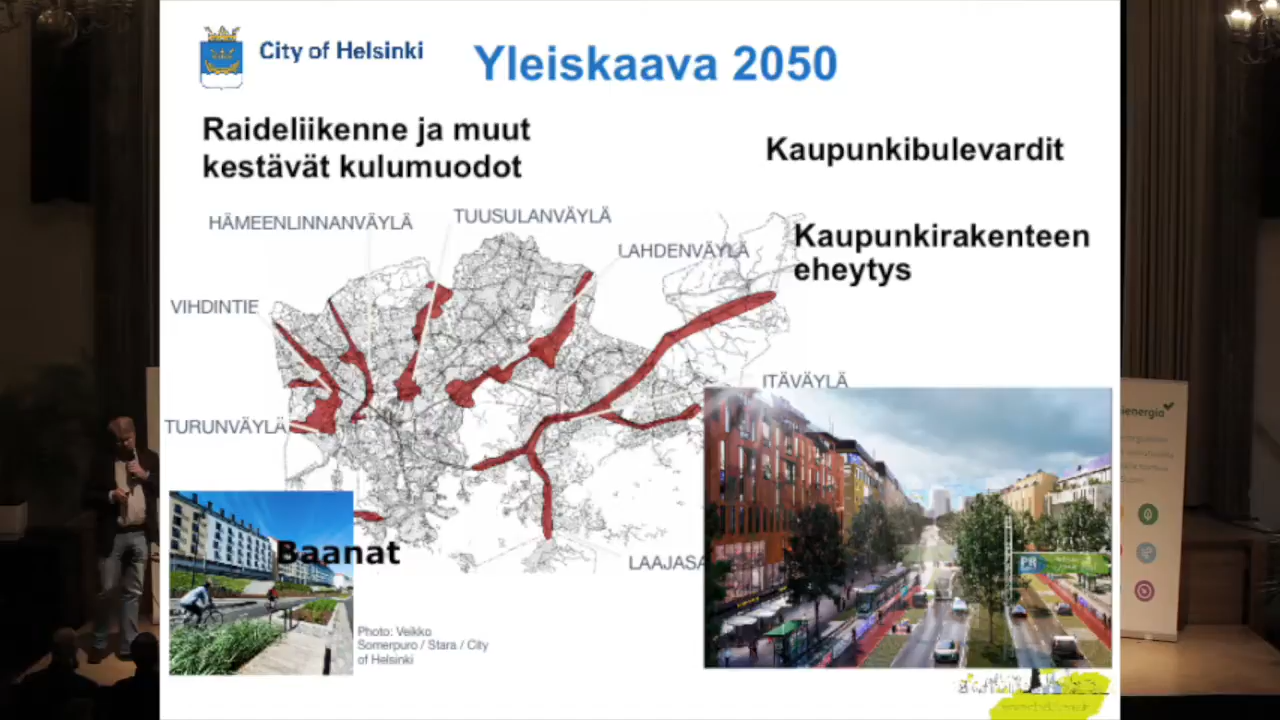 City of Helsinki
Yleiskaava 2050
Raideliikenne ja muut
kestävät kulumuodot
Kaupunkibulevardit
HÄMEENLINNANVÄYLÄ
TUUSULANVÄYLÄ
LAHDENVÄYLÄ
Kaupunkirakenteen
eheytys
VIHDINTIE
ITÄVÄYLÄ
TURUNVÄYLÄ
Baanat
LAAJASA
PR
Photo: Veikko
Somerpuro / Stara / City
of Helsinki